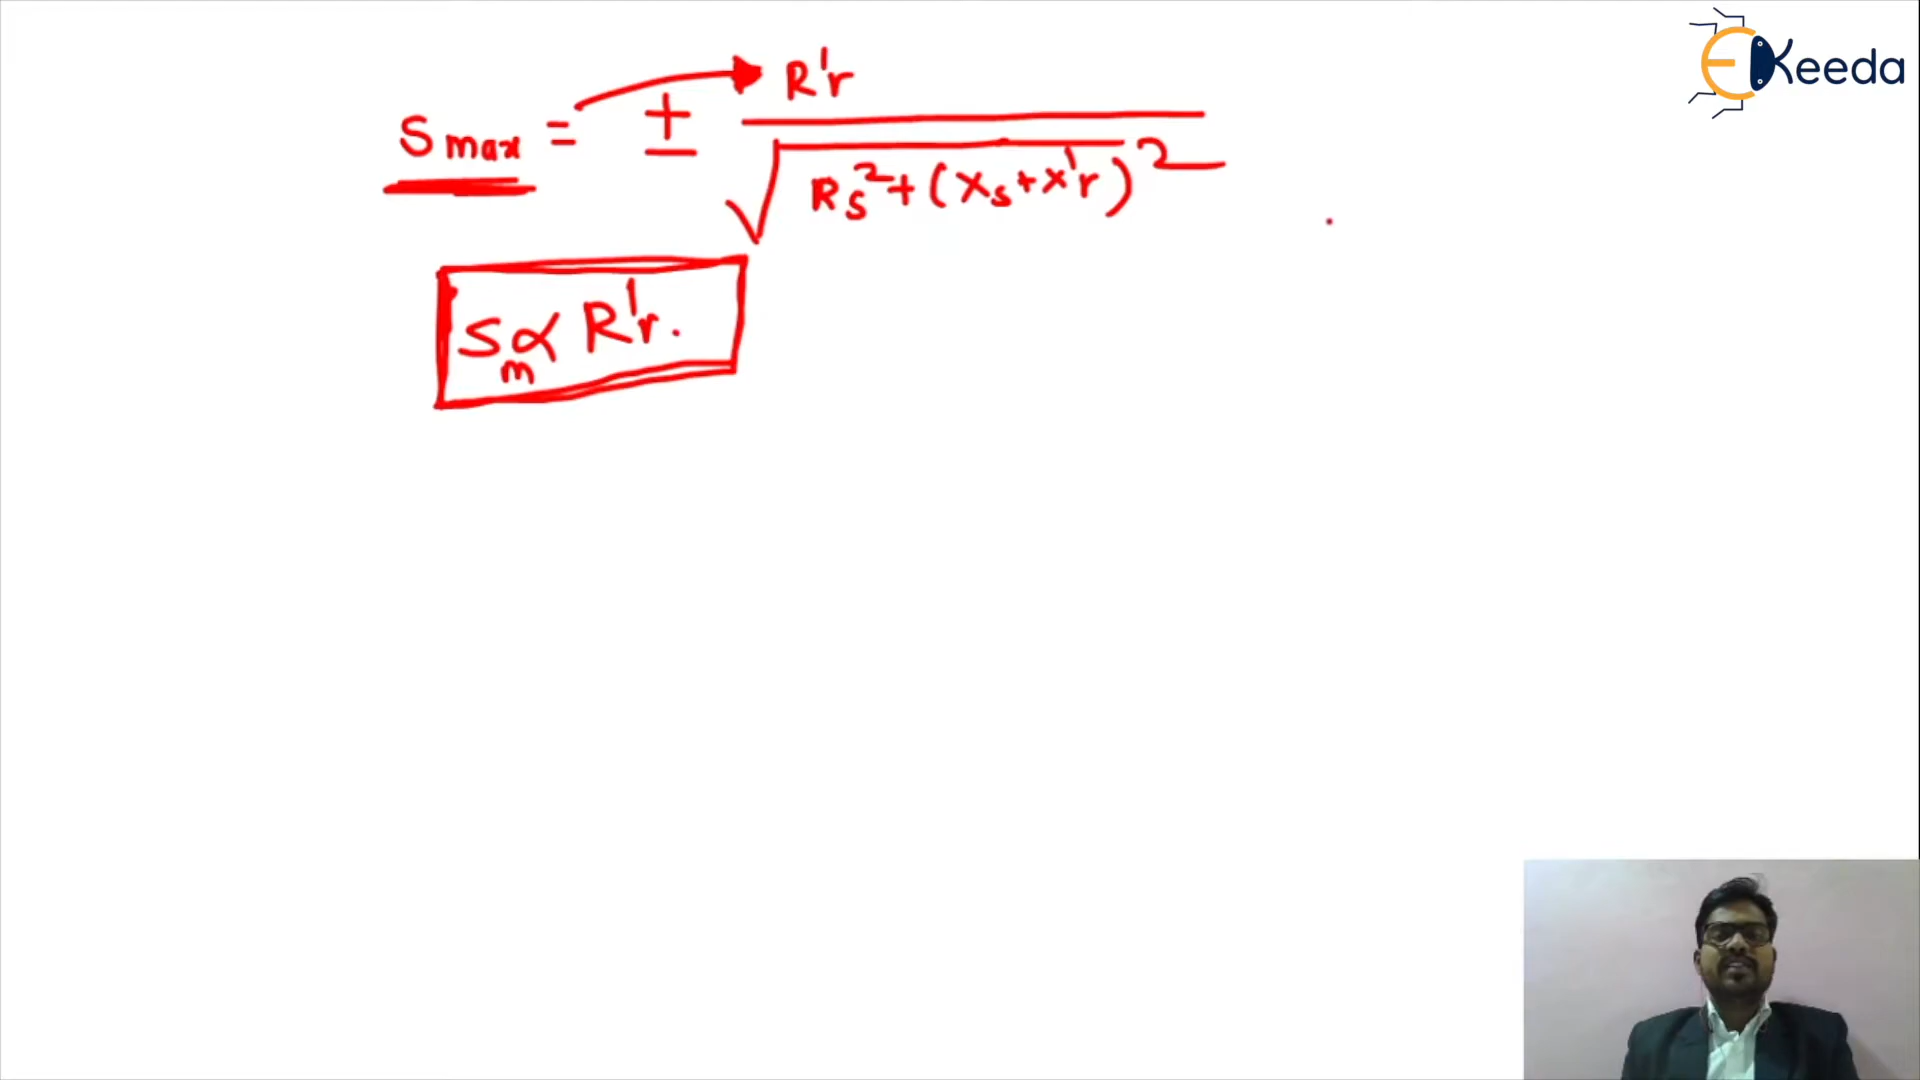 EKeeda
Smax = ± R'r / √(Rs² + (Xs + X'r)²)
Sm ∝ R'r.